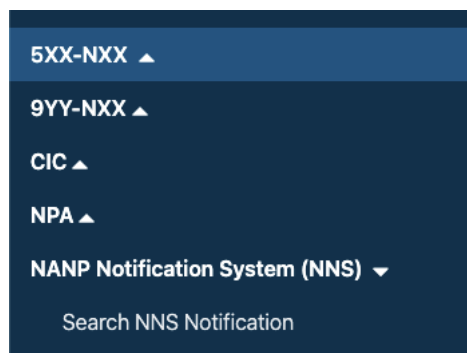 5XX-NXX
9YY-NXX
CIC
NPA
NANP Notification System (NNS)
Search NNS Notification